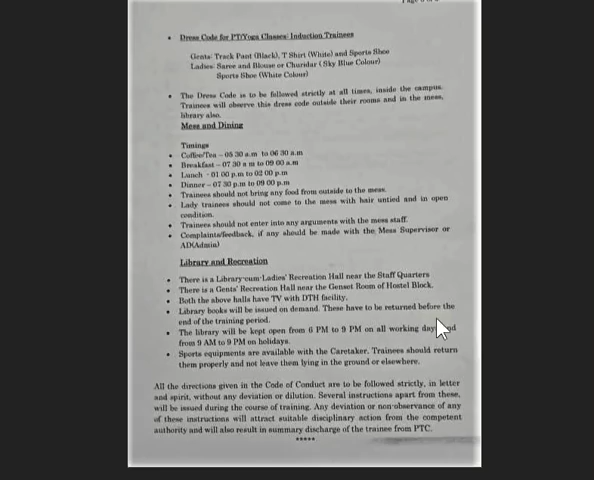 Dress Code for PT/Yoga Classes: Induction Trainees
Gents: Track Pant (Black), T Shirt (White) and Sports Shoe
Ladies: Saree and Blouse or Churidar (Sky Blue Colour)
Sports Shoe (White Colour)
The Dress Code is to be followed strictly at all times, inside the campus.
Trainees will observe this dress code outside their rooms and in the mess,
library also.
Mess and Dining
Timings
Coffee/Tea – 05 30 a.m to 06 30 a.m
Breakfast – 07 30 a m to 09 00 a.m
Lunch - 01 00 p.m to 02 00 p.m
Dinner – 07 30 p.m to 09 00 p.m
Trainees should not bring any food from outside to the mess.
Lady trainees should not come to the mess with hair untied and in open
condition.
Trainees should not enter into any arguments with the mess staff.
Complaints/feedback, if any should be made with the Mess Supervisor or
AD(Admin)
Library and Recreation
There is a Library-cum-Ladies' Recreation Hall near the Staff Quarters
There is a Gents' Recreation Hall near the Genset Room of Hostel Block.
Both the above halls have TV with DTH facility.
Library books will be issued on demand. These have to be returned before the
end of the training period.
The library will be kept open from 6 PM to 9 PM on all working
from 9 AM to 9 PM on holidays.
Sports equipments are available with the Caretaker. Trainees should return
them properly and not leave them lying in the ground or elsewhere.
All the directions given in the Code of Conduct are to be followed strictly, in letter
and spirit, without any deviation or dilution. Several instructions apart from these,
will be issued during the course of training. Any deviation or non-observance of any
of these instructions will attract suitable disciplinary action from the competent
authority and will also result in summary discharge of the trainee from PTC.
*****